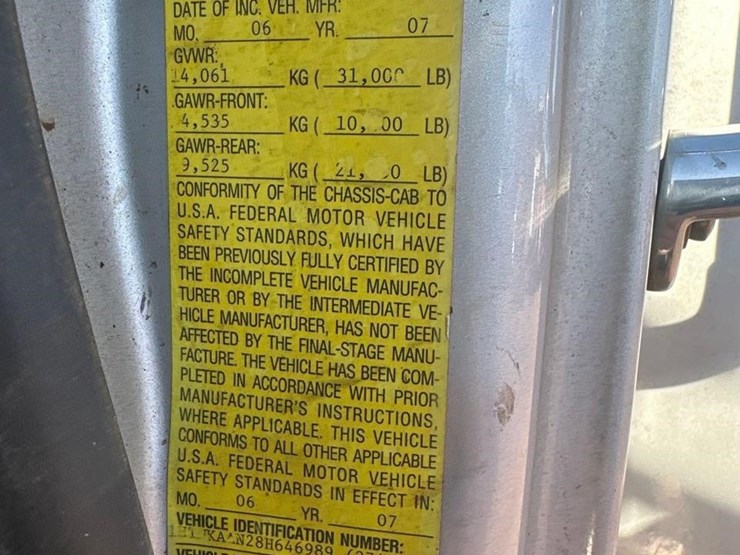 DATE OF INC. VEH. MFR:
MO. 06 YR. 07
GVWR:
14,061 KG ( 31,000 LB)
GAWR-FRONT:
4,535 KG ( LB)
GAWR-REAR:
9,525 KG ( LB)
CONFORMITY OF THE CHASSIS-CAB TO
U.S.A. FEDERAL MOTOR VEHICLE
SAFETY STANDARDS, WHICH HAVE
BEEN PREVIOUSLY FULLY CERTIFIED BY
THE INCOMPLETE VEHICLE MANUFAC-
TURER OR BY THE INTERMEDIATE VE-
HICLE MANUFACTURER, HAS NOT BEEN
AFFECTED BY THE FINAL-STAGE MANU-
FACTURE. THE VEHICLE HAS BEEN COM-
PLETED IN ACCORDANCE WITH PRIOR
MANUFACTURER'S INSTRUCTIONS,
WHERE APPLICABLE. THIS VEHICLE
CONFORMS TO ALL OTHER APPLICABLE
U.S.A. FEDERAL MOTOR VEHICLE
SAFETY STANDARDS IN EFFECT IN:
MO. 06 YR. 07
VEHICLE IDENTIFICATION NUMBER: